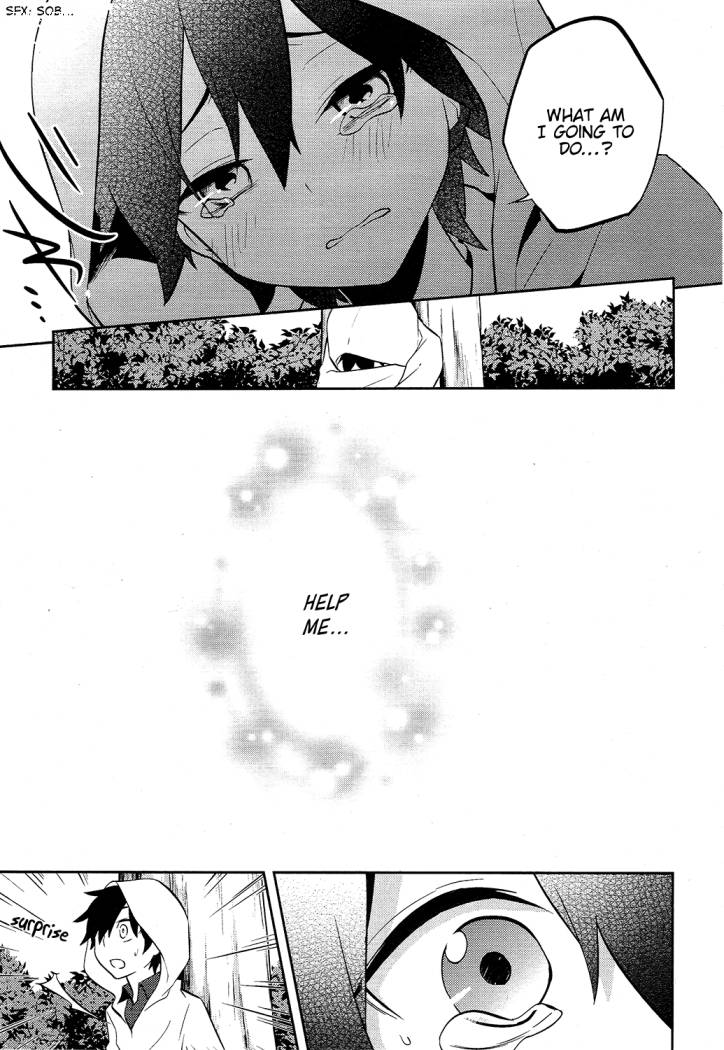 SFX: SOB...
WHAT AM
I GOING TO
DO...?
HELP
ME...
surprise